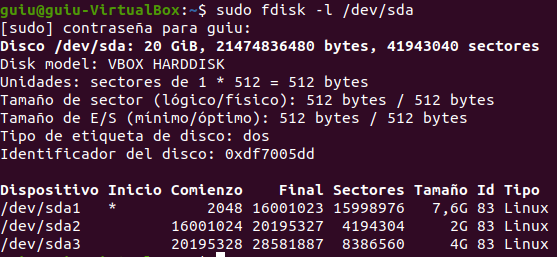 guiu@guiu-VirtualBox:~$ sudo fdisk -l /dev/sda
[sudo] contraseña para guiu:
Disco /dev/sda: 20 GiB, 21474836480 bytes, 41943040 sectores
Disk model: VBOX HARDDISK
Unidades: sectores de 1 * 512 = 512 bytes
Tamaño de sector (lógico/físico): 512 bytes / 512 bytes
Tamaño de E/S (mínimo/óptimo): 512 bytes / 512 bytes
Tipo de etiqueta de disco: dos
Identificador del disco: 0xdf7005dd

Dispositivo Inicio Comienzo    Final Sectores Tamaño Id Tipo
/dev/sda1   *          2048 16001023 15998976   7,6G 83 Linux
/dev/sda2          16001024 20195327  4194304     2G 83 Linux
/dev/sda3          20195328 28581887  8386560     4G 83 Linux